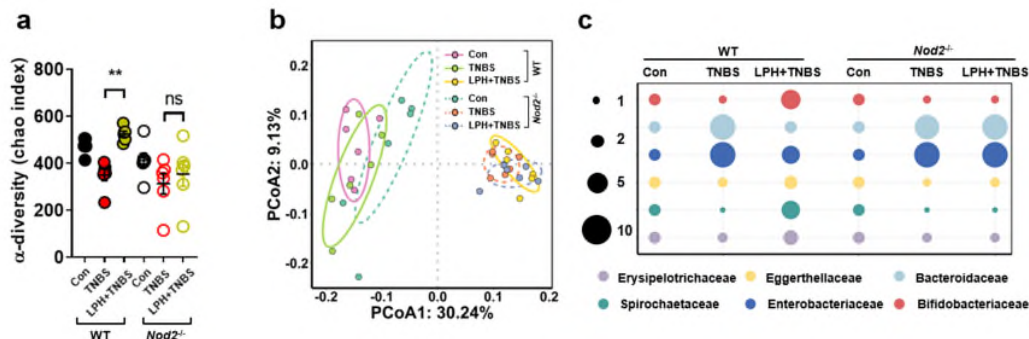 a
α-diversity (chao index)
800
600
400
200
0
**
ns
Con
TNBS
LPH+TNBS
Con
TNBS
LPH+TNBS
WT
Nod2-/-
b
PCoA2: 9.13%
0.2
0.1
0.0
-0.1
-0.2
-0.2
-0.1
0.0
0.1
0.2
PCoA1: 30.24%
Con
TNBS
LPH+TNBS
WT
Con
TNBS
LPH+TNBS
Nod2-/-
c
WT
Nod2-/-
Con TNBS LPH+TNBS Con TNBS LPH+TNBS
1
2
5
10
Erysipelotrichaceae Eggerthellaceae Bacteroidaceae
Spirochaetaceae Enterobacteriaceae Bifidobacteriaceae